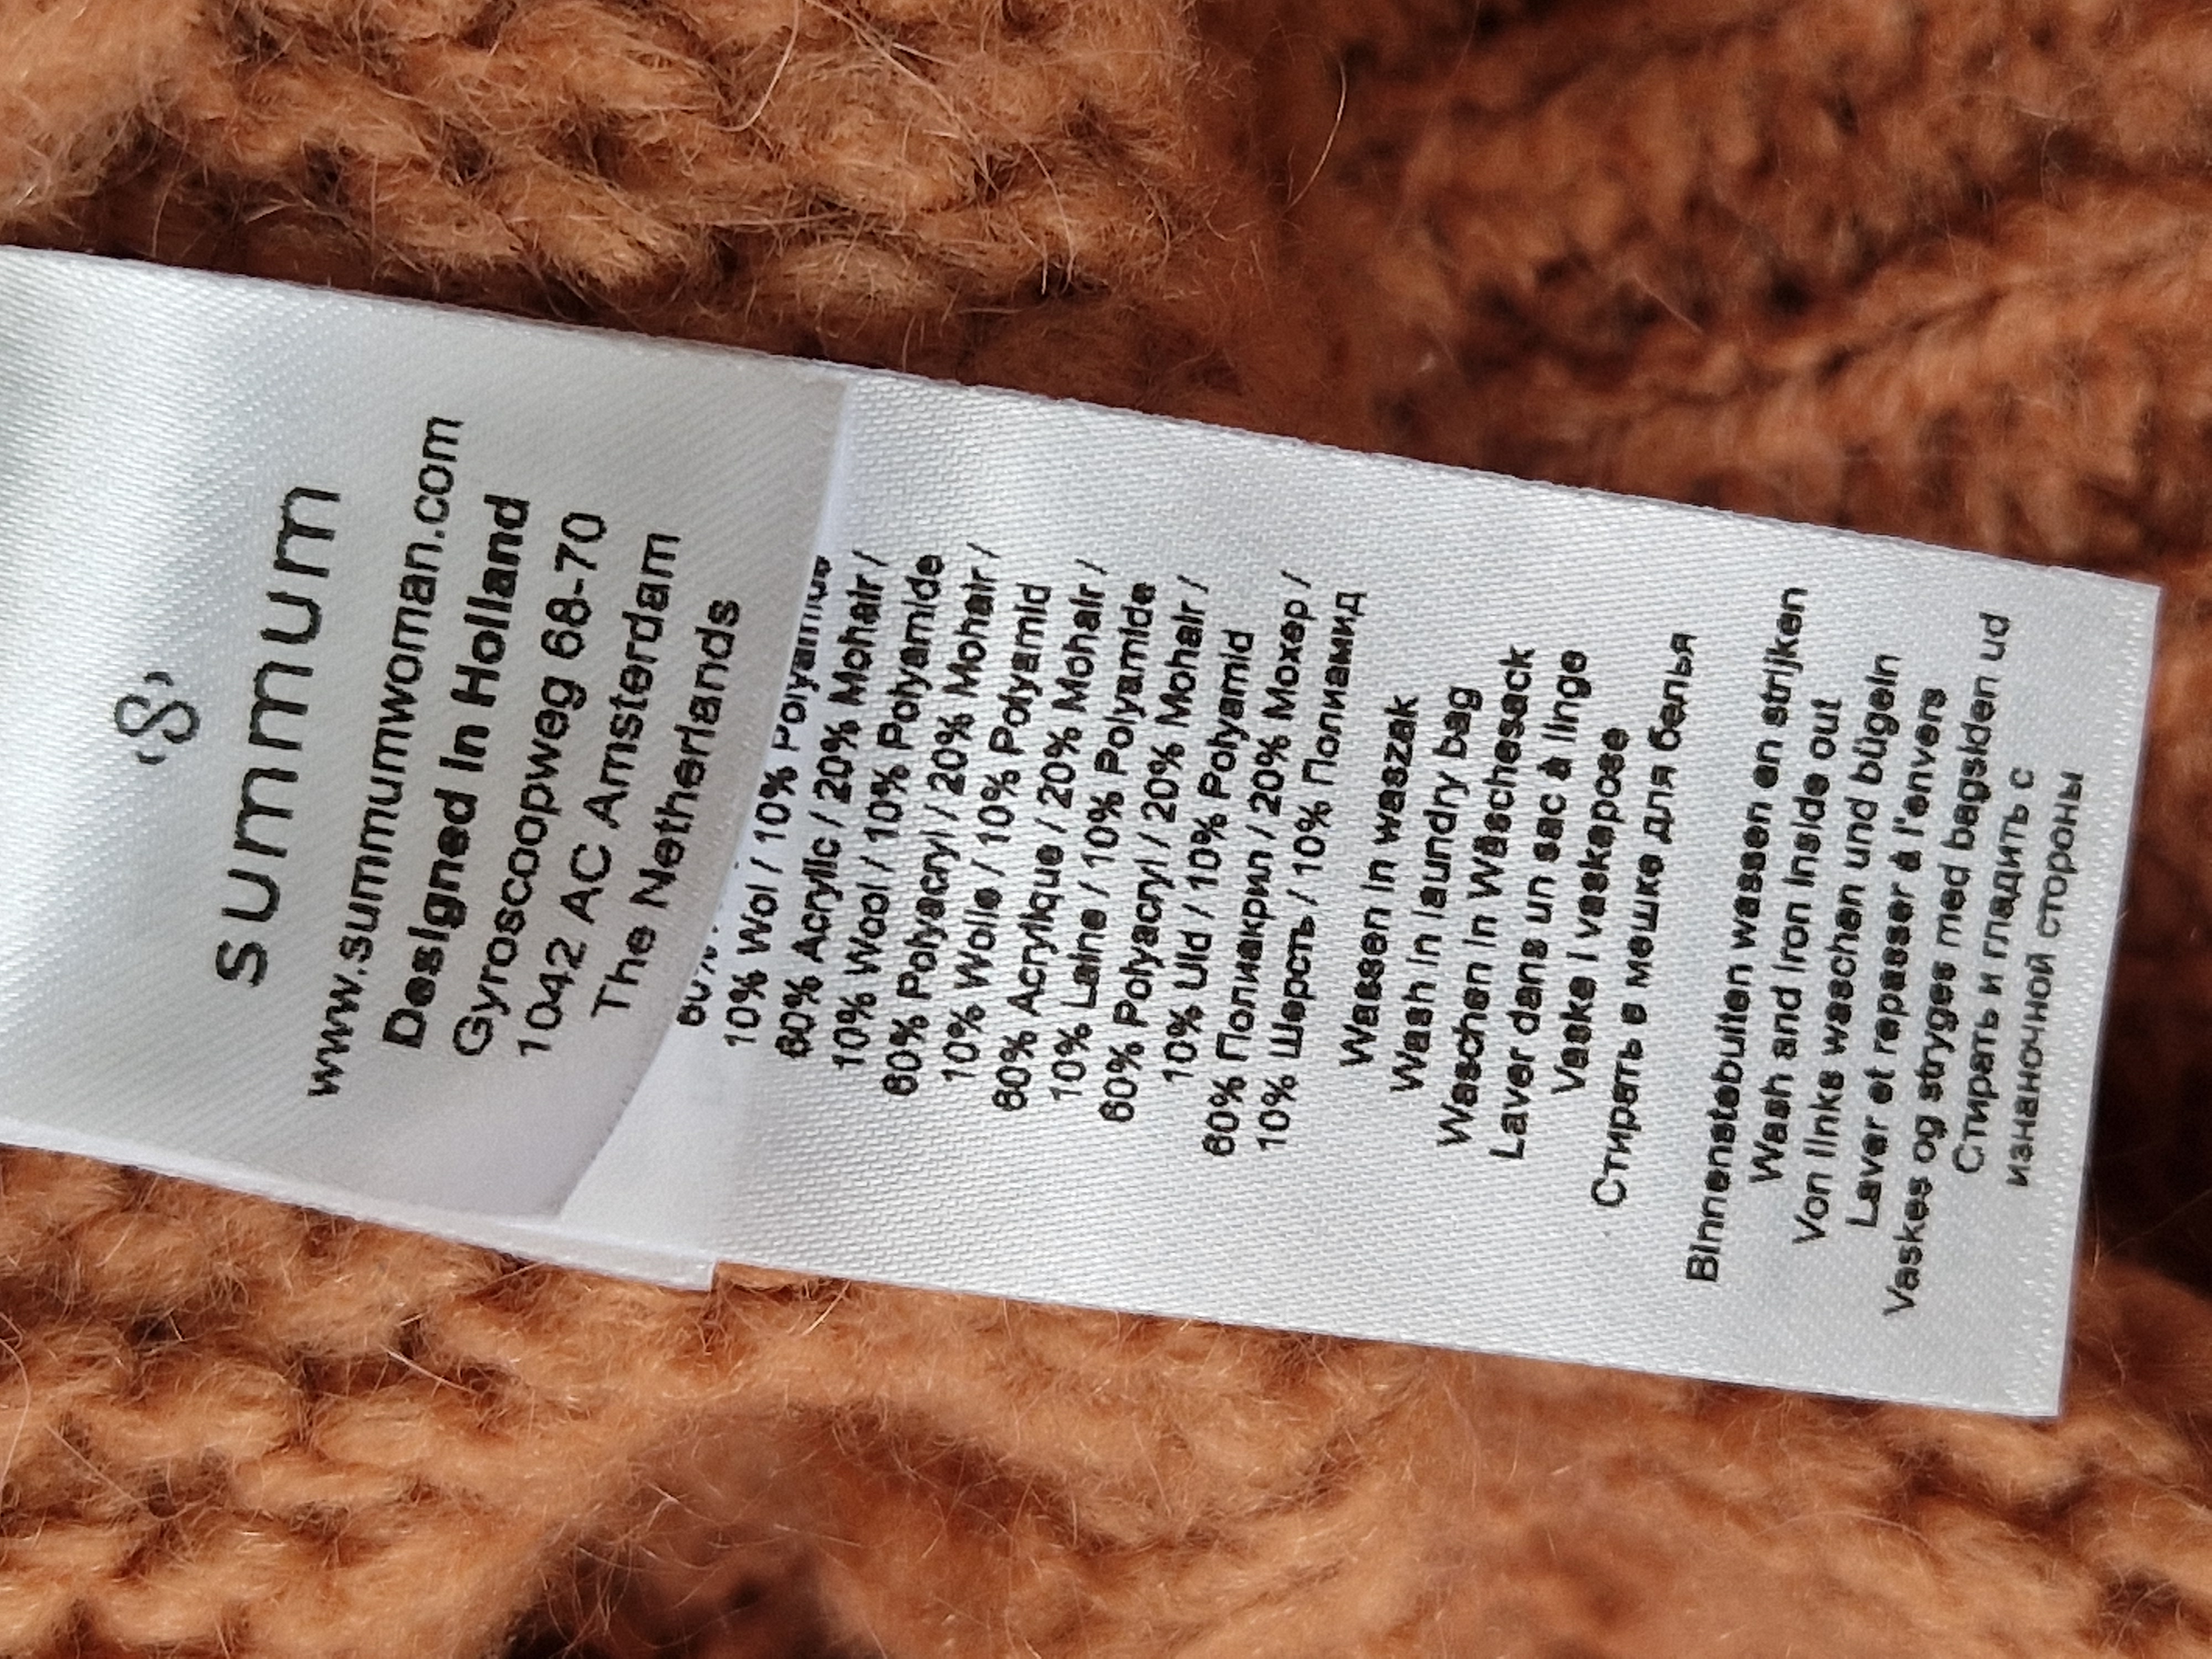 summum
www.summumwoman.com
Designed in Holland
Gyroscoopweg 68-70
1042 AC Amsterdam
The Netherlands
10% Wol / 10% Polyamide
60% Acrylic / 20% Mohair /
10% Wool / 10% Polyamide
60% Polyacryl / 20% Mohair /
10% Wolle / 10% Polyamid
60% Acrylique / 20% Mohair /
10% Laine / 10% Polyamide
60% Polyacryl / 20% Mohair /
10% Uld / 10% Polyamid
60% Полиакрил / 20% Мохер /
10% Шерсть / 10% Полиамид
Wassen in waszak
Wash in laundry bag
Waschen in Wäschesack
Laver dans un sac à linge
Vaske i vaskepose
Стирать в мешке для белья
Binnenstebuiten wassen en strijken
Wash and iron inside out
Von links waschen und bügeln
Laver et repasser à l'envers
Vaskes og stryges med bagsiden ud
Стирать и гладить с
изнаночной стороны